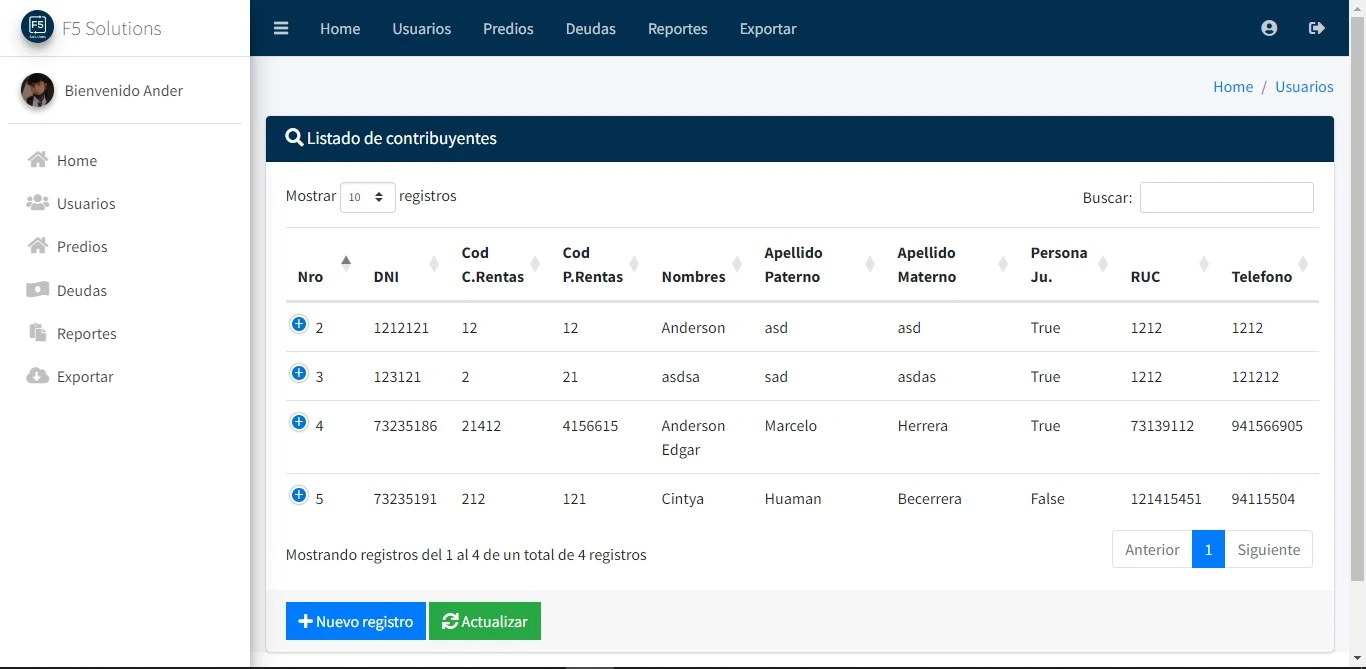 F5 Solutions
Home Usuarios Predios Deudas Reportes Exportar
Bienvenido Ander
Home
Usuarios
Predios
Deudas
Reportes
Exportar
Home / Usuarios
Listado de contribuyentes
Mostrar 10 registros
Buscar:
Nro DNI Cod C.Rentas Cod P.Rentas Nombres Apellido Paterno Apellido Materno Persona Ju. RUC Telefono
2 1212121 12 12 Anderson asd asd True 1212 1212
3 123121 2 21 asdsa sad asdas True 1212 121212
4 73235186 21412 4156615 Anderson Edgar Marcelo Herrera True 73139112 941566905
5 73235191 212 121 Cintya Huaman Becerrera False 121415451 94115504
Mostrando registros del 1 al 4 de un total de 4 registros
Anterior 1 Siguiente
Nuevo registro Actualizar